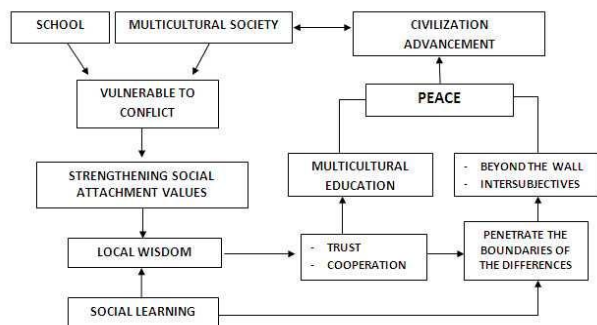 SCHOOL
MULTICULTURAL SOCIETY
CIVILIZATION
ADVANCEMENT
VULNERABLE TO
CONFLICT
PEACE
STRENGTHENING SOCIAL
ATTACHMENT VALUES
MULTICULTURAL
EDUCATION
- BEYOND THE WALL
- INTERSUBJECTIVES
LOCAL WISDOM
- TRUST
- COOPERATION
PENETRATE THE
BOUNDARIES OF
THE DIFFERENCES
SOCIAL LEARNING